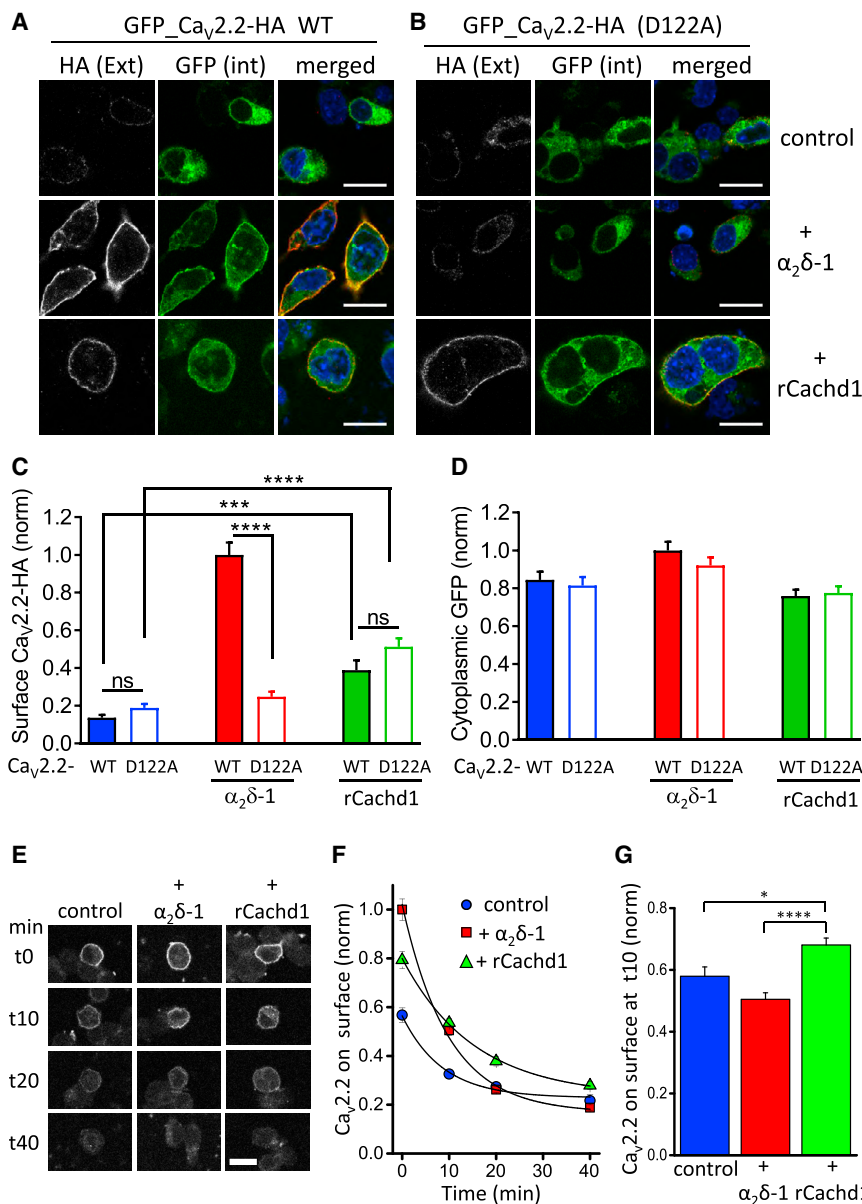 A
GFP_CaV2.2-HA WT
HA (Ext) GFP (int) merged
B
GFP_CaV2.2-HA (D122A)
HA (Ext) GFP (int) merged
control
+
α2δ-1
+
rCachd1
C
Surface CaV2.2-HA (norm)
1.2
1.0
0.8
0.6
0.4
0.2
0.0
****
***
****
ns
ns
CaV2.2- WT D122A WT D122A WT D122A
α2δ-1 rCachd1
D
Cytoplasmic GFP (norm)
1.2
1.0
0.8
0.6
0.4
0.2
0.0
CaV2.2- WT D122A WT D122A WT D122A
α2δ-1 rCachd1
E
min control + α2δ-1 + rCachd1
t0
t10
t20
t40
F
CaV2.2 on surface (norm)
1.0
0.8
0.6
0.4
0.2
0.0
control
+ α2δ-1
+ rCachd1
0 10 20 30 40
Time (min)
G
CaV2.2 on surface at t10 (norm)
0.8
0.6
0.4
0.2
0.0
*
****
control + +
α2δ-1 rCachd1